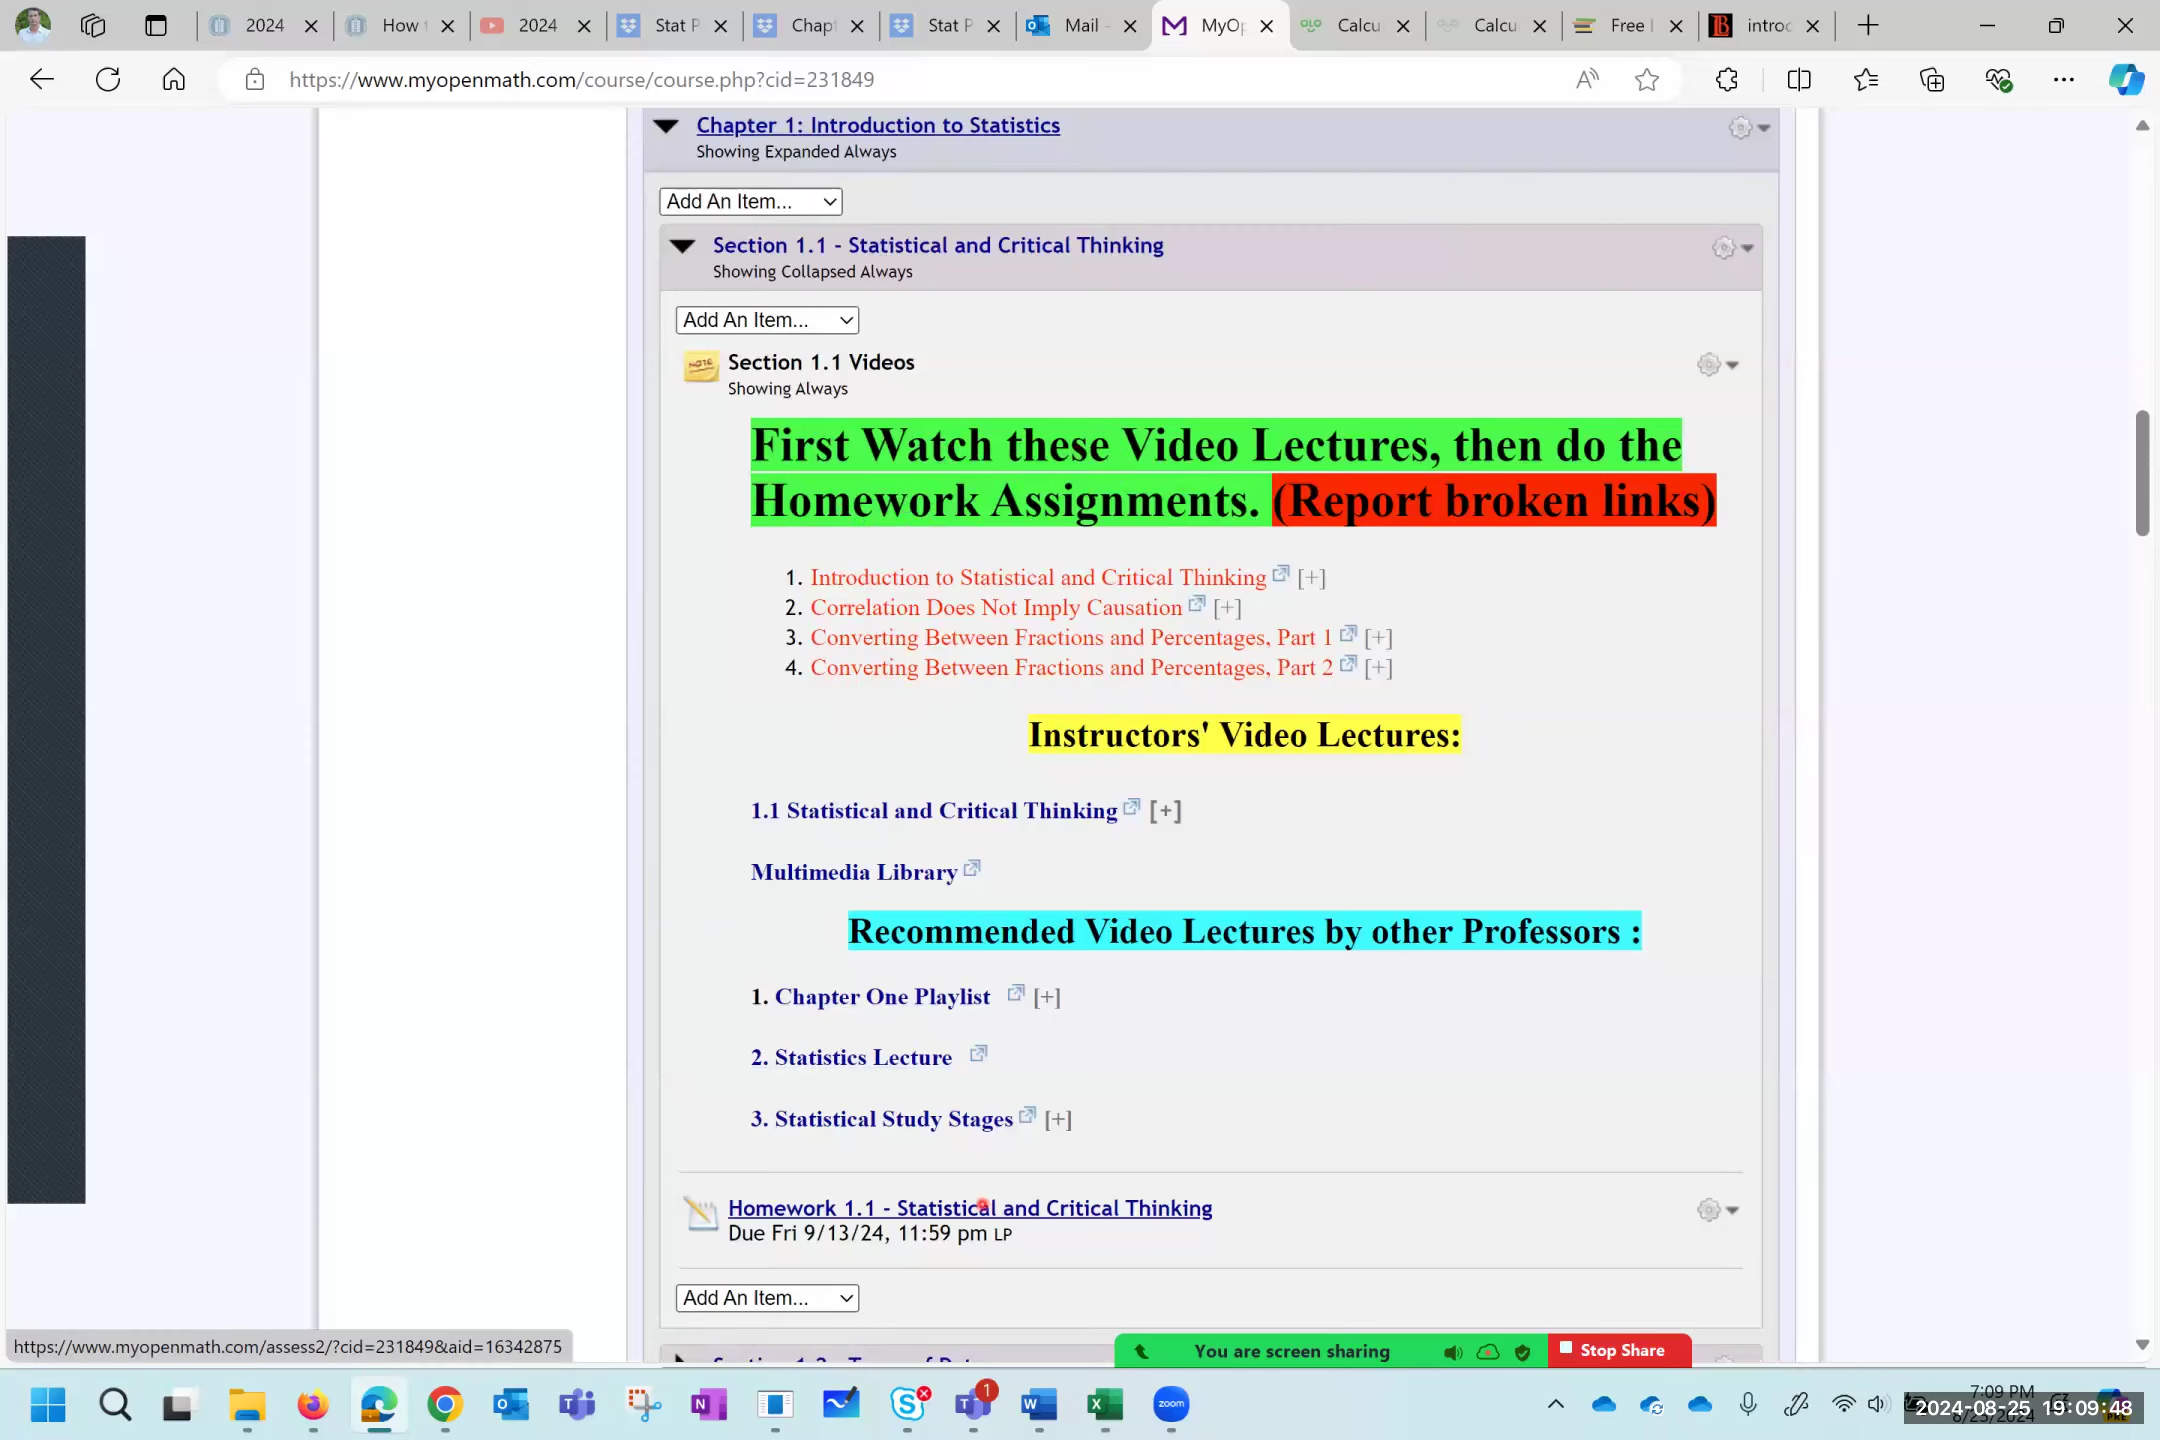 2024
How
2024
Stat P
Chapt
Stat P
Mail -
MyOp
Calcu
Calcu
Free
introd
https://www.myopenmath.com/course/course.php?cid=231849
Chapter 1: Introduction to Statistics
Showing Expanded Always
Add An Item...
Section 1.1 - Statistical and Critical Thinking
Showing Collapsed Always
Add An Item...
NOTE
Section 1.1 Videos
Showing Always
First Watch these Video Lectures, then do the
Homework Assignments. (Report broken links)
1. Introduction to Statistical and Critical Thinking [+]
2. Correlation Does Not Imply Causation [+]
3. Converting Between Fractions and Percentages, Part 1 [+]
4. Converting Between Fractions and Percentages, Part 2 [+]
Instructors' Video Lectures:
1.1 Statistical and Critical Thinking [+]
Multimedia Library
Recommended Video Lectures by other Professors :
1. Chapter One Playlist [+]
2. Statistics Lecture
3. Statistical Study Stages [+]
Homework 1.1 - Statistical and Critical Thinking
Due Fri 9/13/24, 11:59 pm LP
Add An Item...
https://www.myopenmath.com/assess2/?cid=231849&aid=16342875
You are screen sharing
Stop Share
1
zoom
7:09 PM
2024-08-25 19:09:48